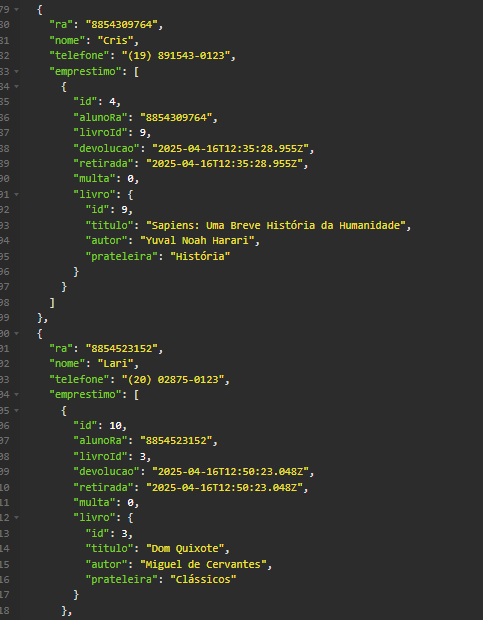 79 {
80 "ra": "8854309764",
81 "nome": "Cris",
82 "telefone": "(19) 891543-0123",
83 "emprestimo": [
84 {
85 "id": 4,
86 "alunoRa": "8854309764",
87 "livroId": 9,
88 "devolucao": "2025-04-16T12:35:28.955Z",
89 "retirada": "2025-04-16T12:35:28.955Z",
90 "multa": 0,
91 "livro": {
92 "id": 9,
93 "titulo": "Sapiens: Uma Breve História da Humanidade",
94 "autor": "Yuval Noah Harari",
95 "prateleira": "História"
96 }
97 }
98 ]
99 },
00 {
01 "ra": "8854523152",
02 "nome": "Lari",
03 "telefone": "(20) 02875-0123",
04 "emprestimo": [
05 {
06 "id": 10,
07 "alunoRa": "8854523152",
08 "livroId": 3,
09 "devolucao": "2025-04-16T12:50:23.048Z",
10 "retirada": "2025-04-16T12:50:23.048Z",
11 "multa": 0,
12 "livro": {
13 "id": 3,
14 "titulo": "Dom Quixote",
15 "autor": "Miguel de Cervantes",
16 "prateleira": "Clássicos"
17 }
18 },